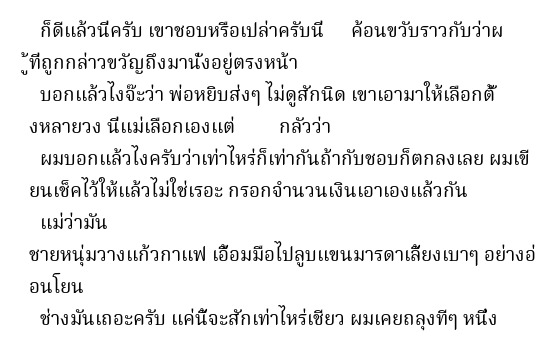 ก็ดีแล้วนี่ครับ เขาชอบหรือเปล่าครับนี่ ค้อนขวับราวกับว่าผ
ู้ที่ถูกกล่าวขวัญถึงมานั่งอยู่ตรงหน้า
บอกแล้วไงจ๊ะว่า พ่อหยิบส่งๆ ไม่ดูสักนิด เขาเอามาให้เลือกตั้
งหลายวง นี่แม่เลือกเองแต่ กลัวว่า
ผมบอกแล้วไงครับว่าเท่าไหร่ก็เท่ากันถ้ากับชอบก็ตกลงเลย ผมเขี
ยนเช็คไว้ให้แล้วไม่ใช่เรอะ กรอกจำนวนเงินเอาเองแล้วกัน
แม่ว่ามัน
ชายหนุ่มวางแก้วกาแฟ เอื้อมมือไปลูบแขนมารดาเลี้ยงเบาๆ อย่างอ่
อนโยน
ช่างมันเถอะครับ แค่นี้จะสักเท่าไหร่เชียว ผมเคยถลุงทีๆ หนึ่ง